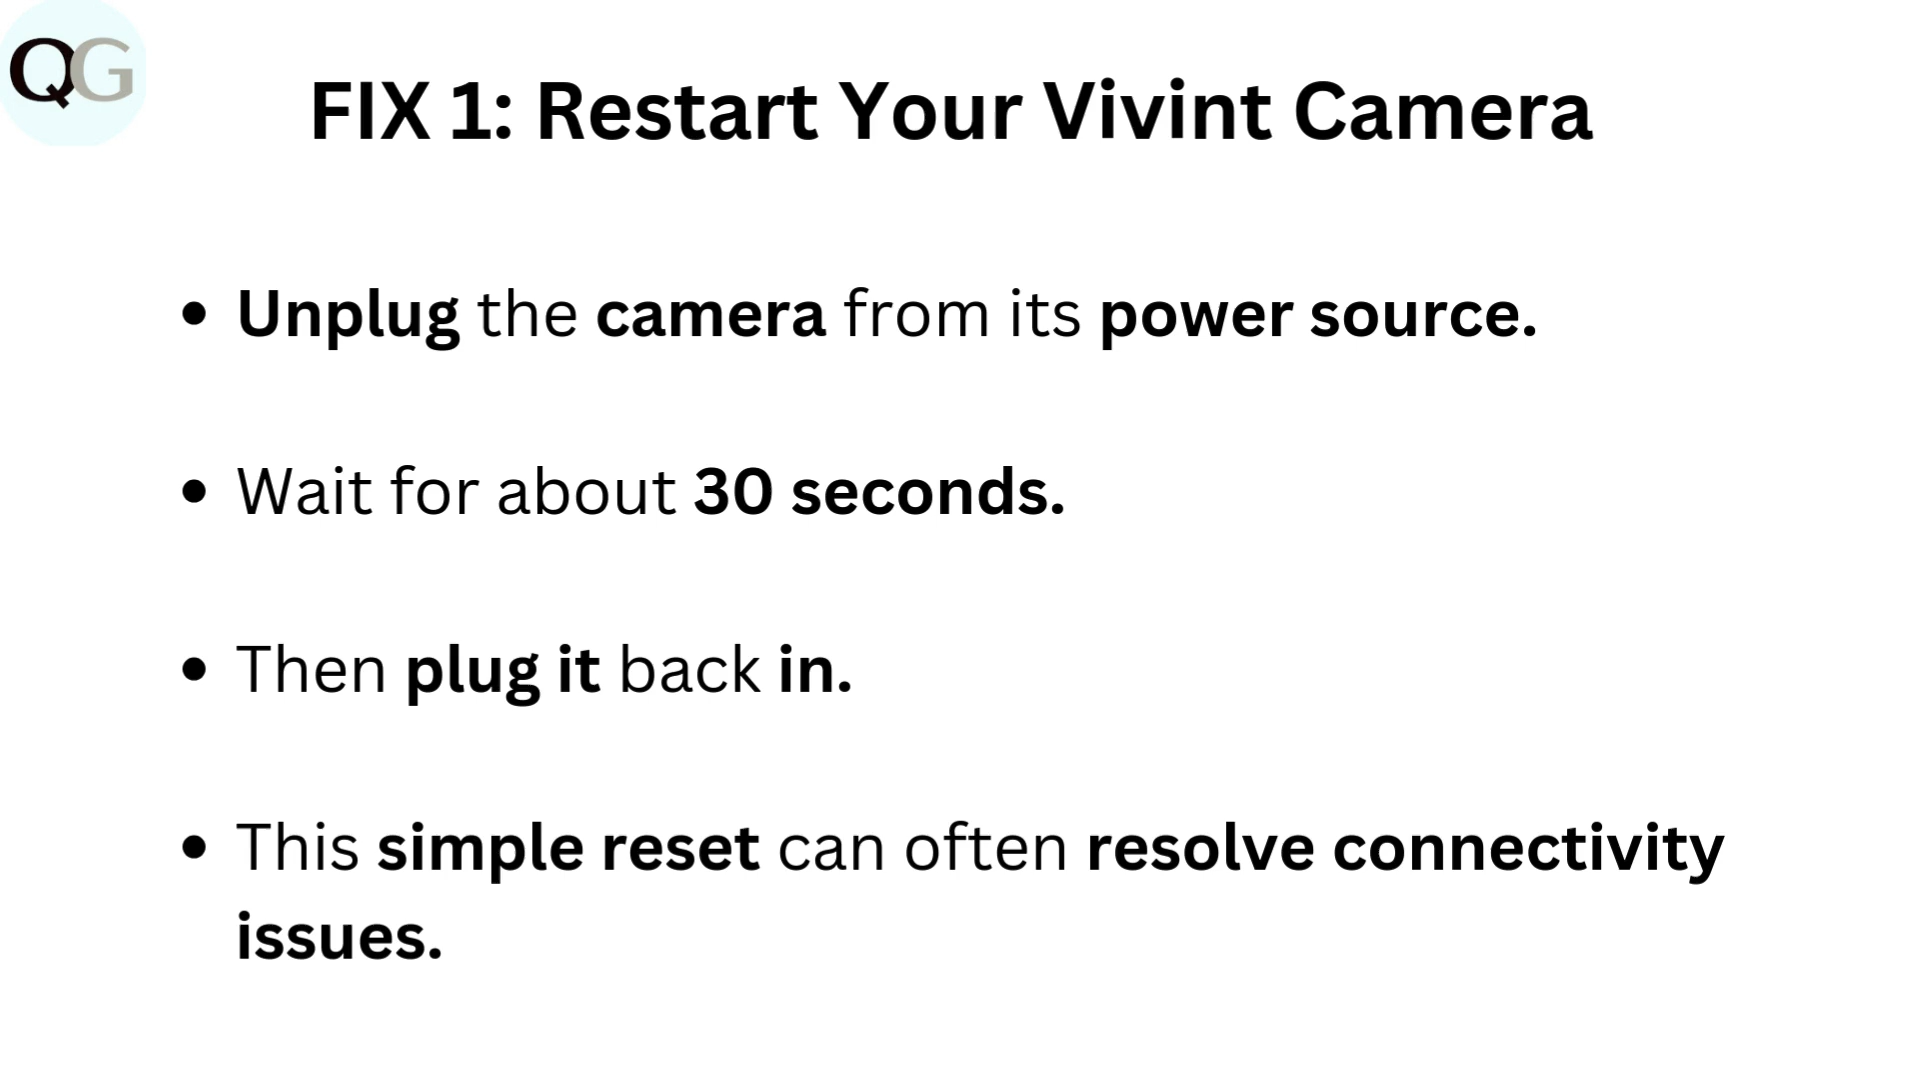 QG
FIX 1: Restart Your Vivint Camera
• Unplug the camera from its power source.
• Wait for about 30 seconds.
• Then plug it back in.
• This simple reset can often resolve connectivity
issues.